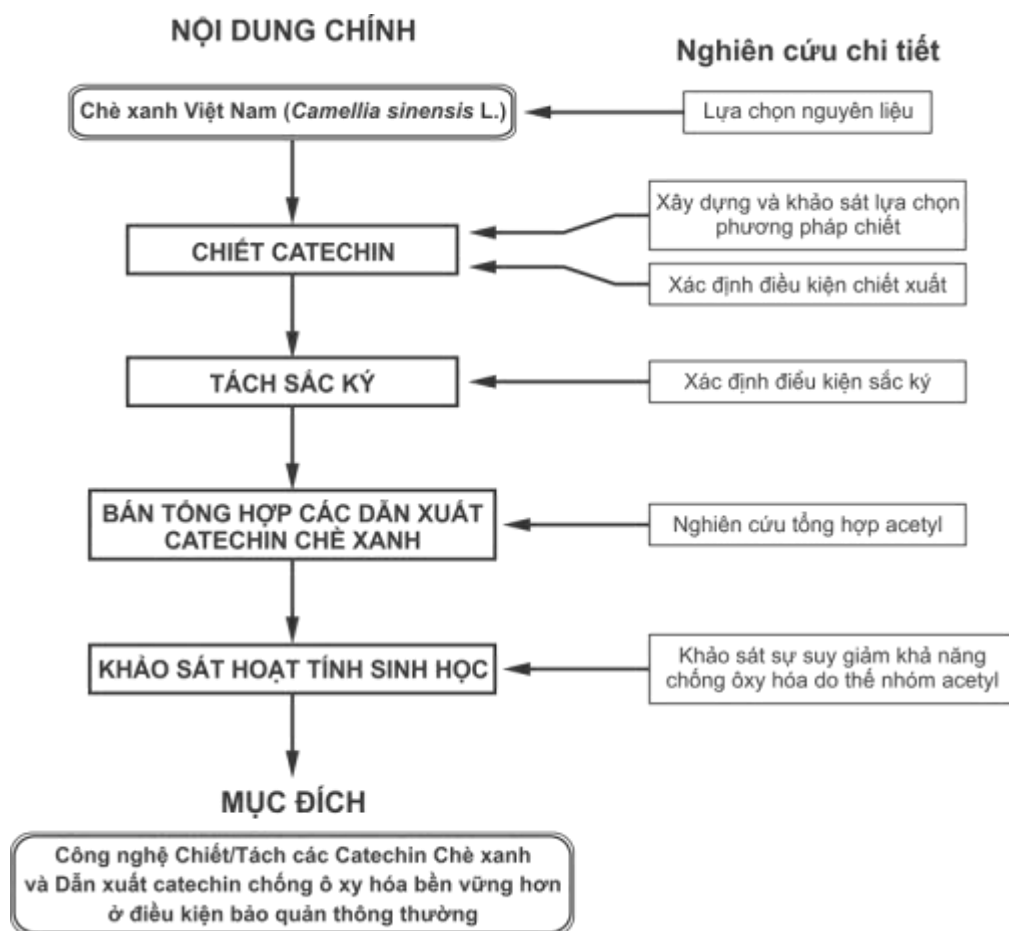 NỘI DUNG CHÍNH
Nghiên cứu chi tiết
Chè xanh Việt Nam (Camellia sinensis L.)
Lựa chọn nguyên liệu
Xây dựng và khảo sát lựa chọn
phương pháp chiết
CHIẾT CATECHIN
Xác định điều kiện chiết xuất
TÁCH SẮC KÝ
Xác định điểu kiện sắc ký
BÁN TỔNG HỢP CÁC DẪN XUẤT
CATECHIN CHÈ XANH
Nghiên cứu tổng hợp acetyl
KHẢO SÁT HOẠT TÍNH SINH HỌC
Khảo sát sự suy giảm khả năng
chống ôxy hóa do thế nhóm acetyl
MỤC ĐÍCH
Công nghệ Chiết/Tách các Catechin Chè xanh
và Dẫn xuất catechin chống ô xy hóa bền vững hơn
ở điều kiện bảo quản thông thường